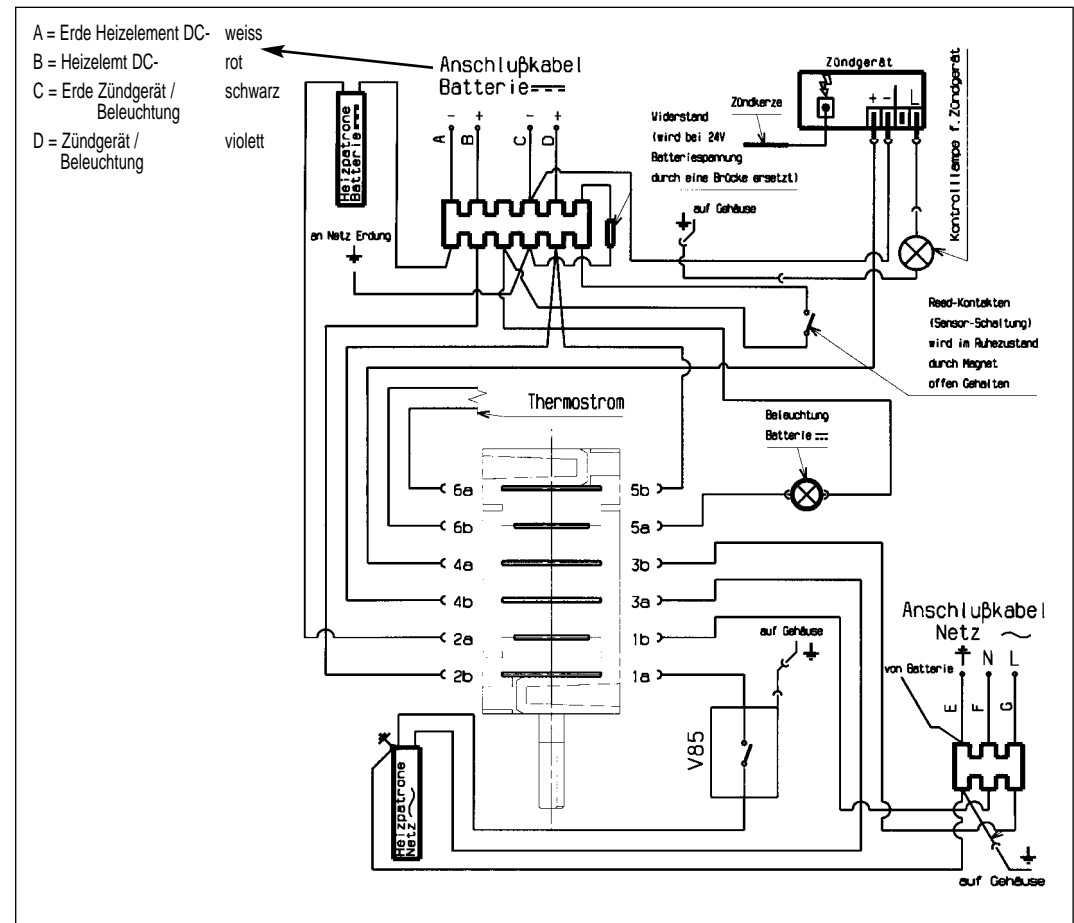 A = Erde Heizelement DC- weiss
B = Heizelemt DC- rot
C = Erde Zündgerät / schwarz
Beleuchtung
D = Zündgerät / violett
Beleuchtung
Anschlußkabel
Batterie
- + - +
A B C D
Heizpatrone
Batterie
an Netz Erdung
Widerstand
(wird bei 24V
Batteriespannung
durch eine Brücke ersetzt)
Zündkerze
Zündgerät
+ - L
auf Gehäuse
Kontrolllampe f. Zündgerät
Reed-Kontakten
(Sensor-Schaltung)
wird im Ruhezustand
durch Magnet
offen Gehalten
Thermostrom
Beleuchtung
Batterie
6a 5b
6b 5a
4a 3b
4b 3a
2a 1b
2b 1a
auf Gehäuse
V85
Heizpatrone
Netz ~
Anschlußkabel
Netz ~
N L
von Batterie
E F G
auf Gehäuse